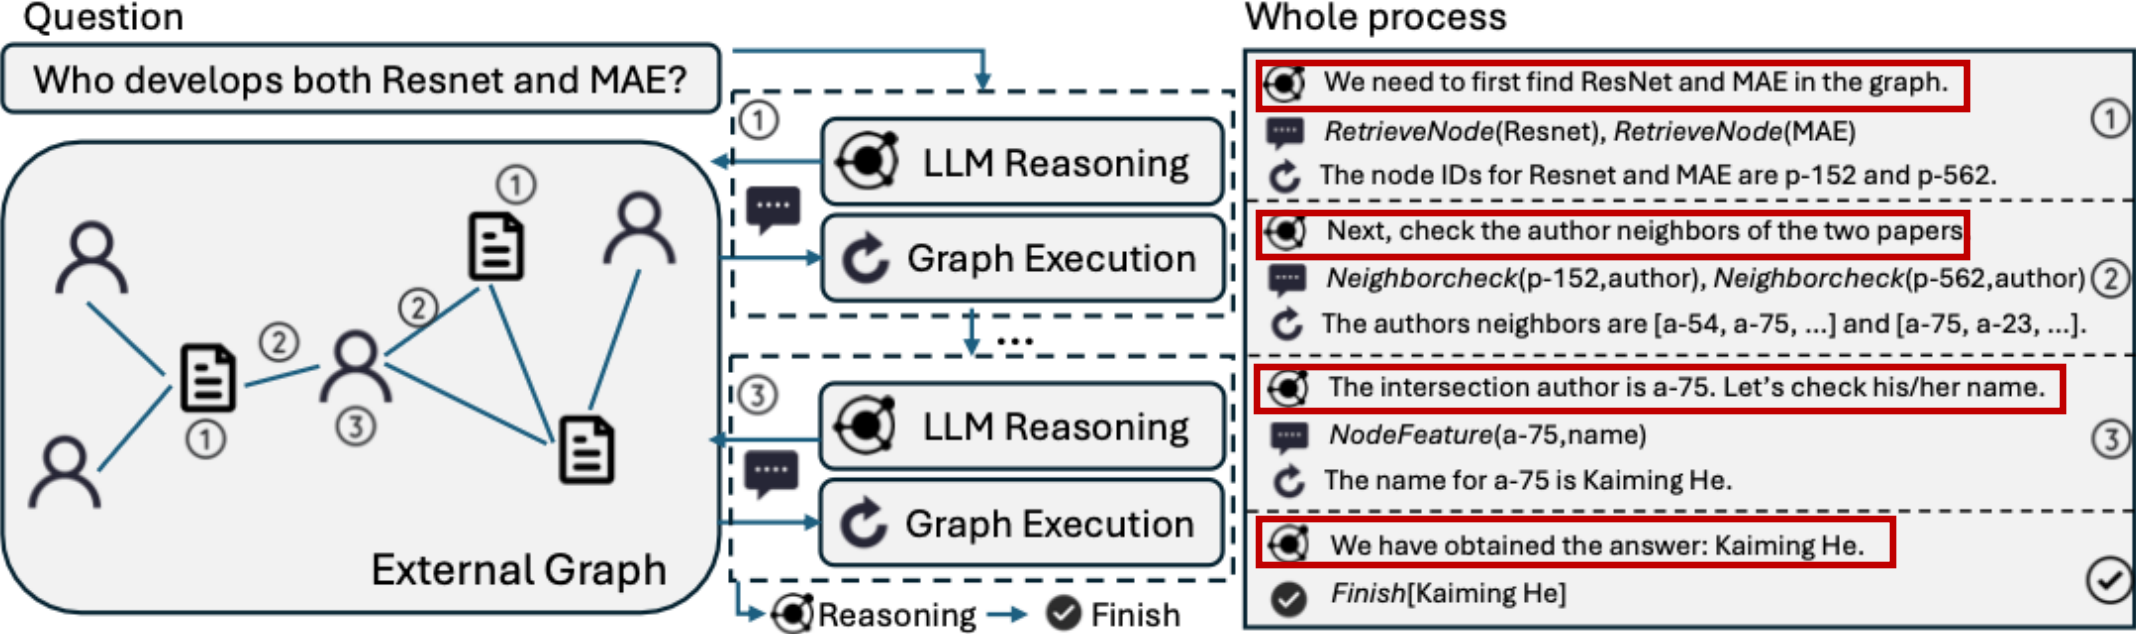 Question
Who develops both Resnet and MAE?
1
2
2
1
3
External Graph
1
LLM Reasoning
Graph Execution
...
3
LLM Reasoning
Graph Execution
Reasoning
Finish
Whole process
We need to first find ResNet and MAE in the graph.
RetrieveNode(Resnet), RetrieveNode(MAE)
1
The node IDs for Resnet and MAE are p-152 and p-562.
Next, check the author neighbors of the two papers
Neighborcheck(p-152,author), Neighborcheck(p-562,author)
2
The authors neighbors are [a-54, a-75, ...] and [a-75, a-23, ...].
The intersection author is a-75. Let's check his/her name.
NodeFeature(a-75,name)
3
The name for a-75 is Kaiming He.
We have obtained the answer: Kaiming He.
Finish[Kaiming He]